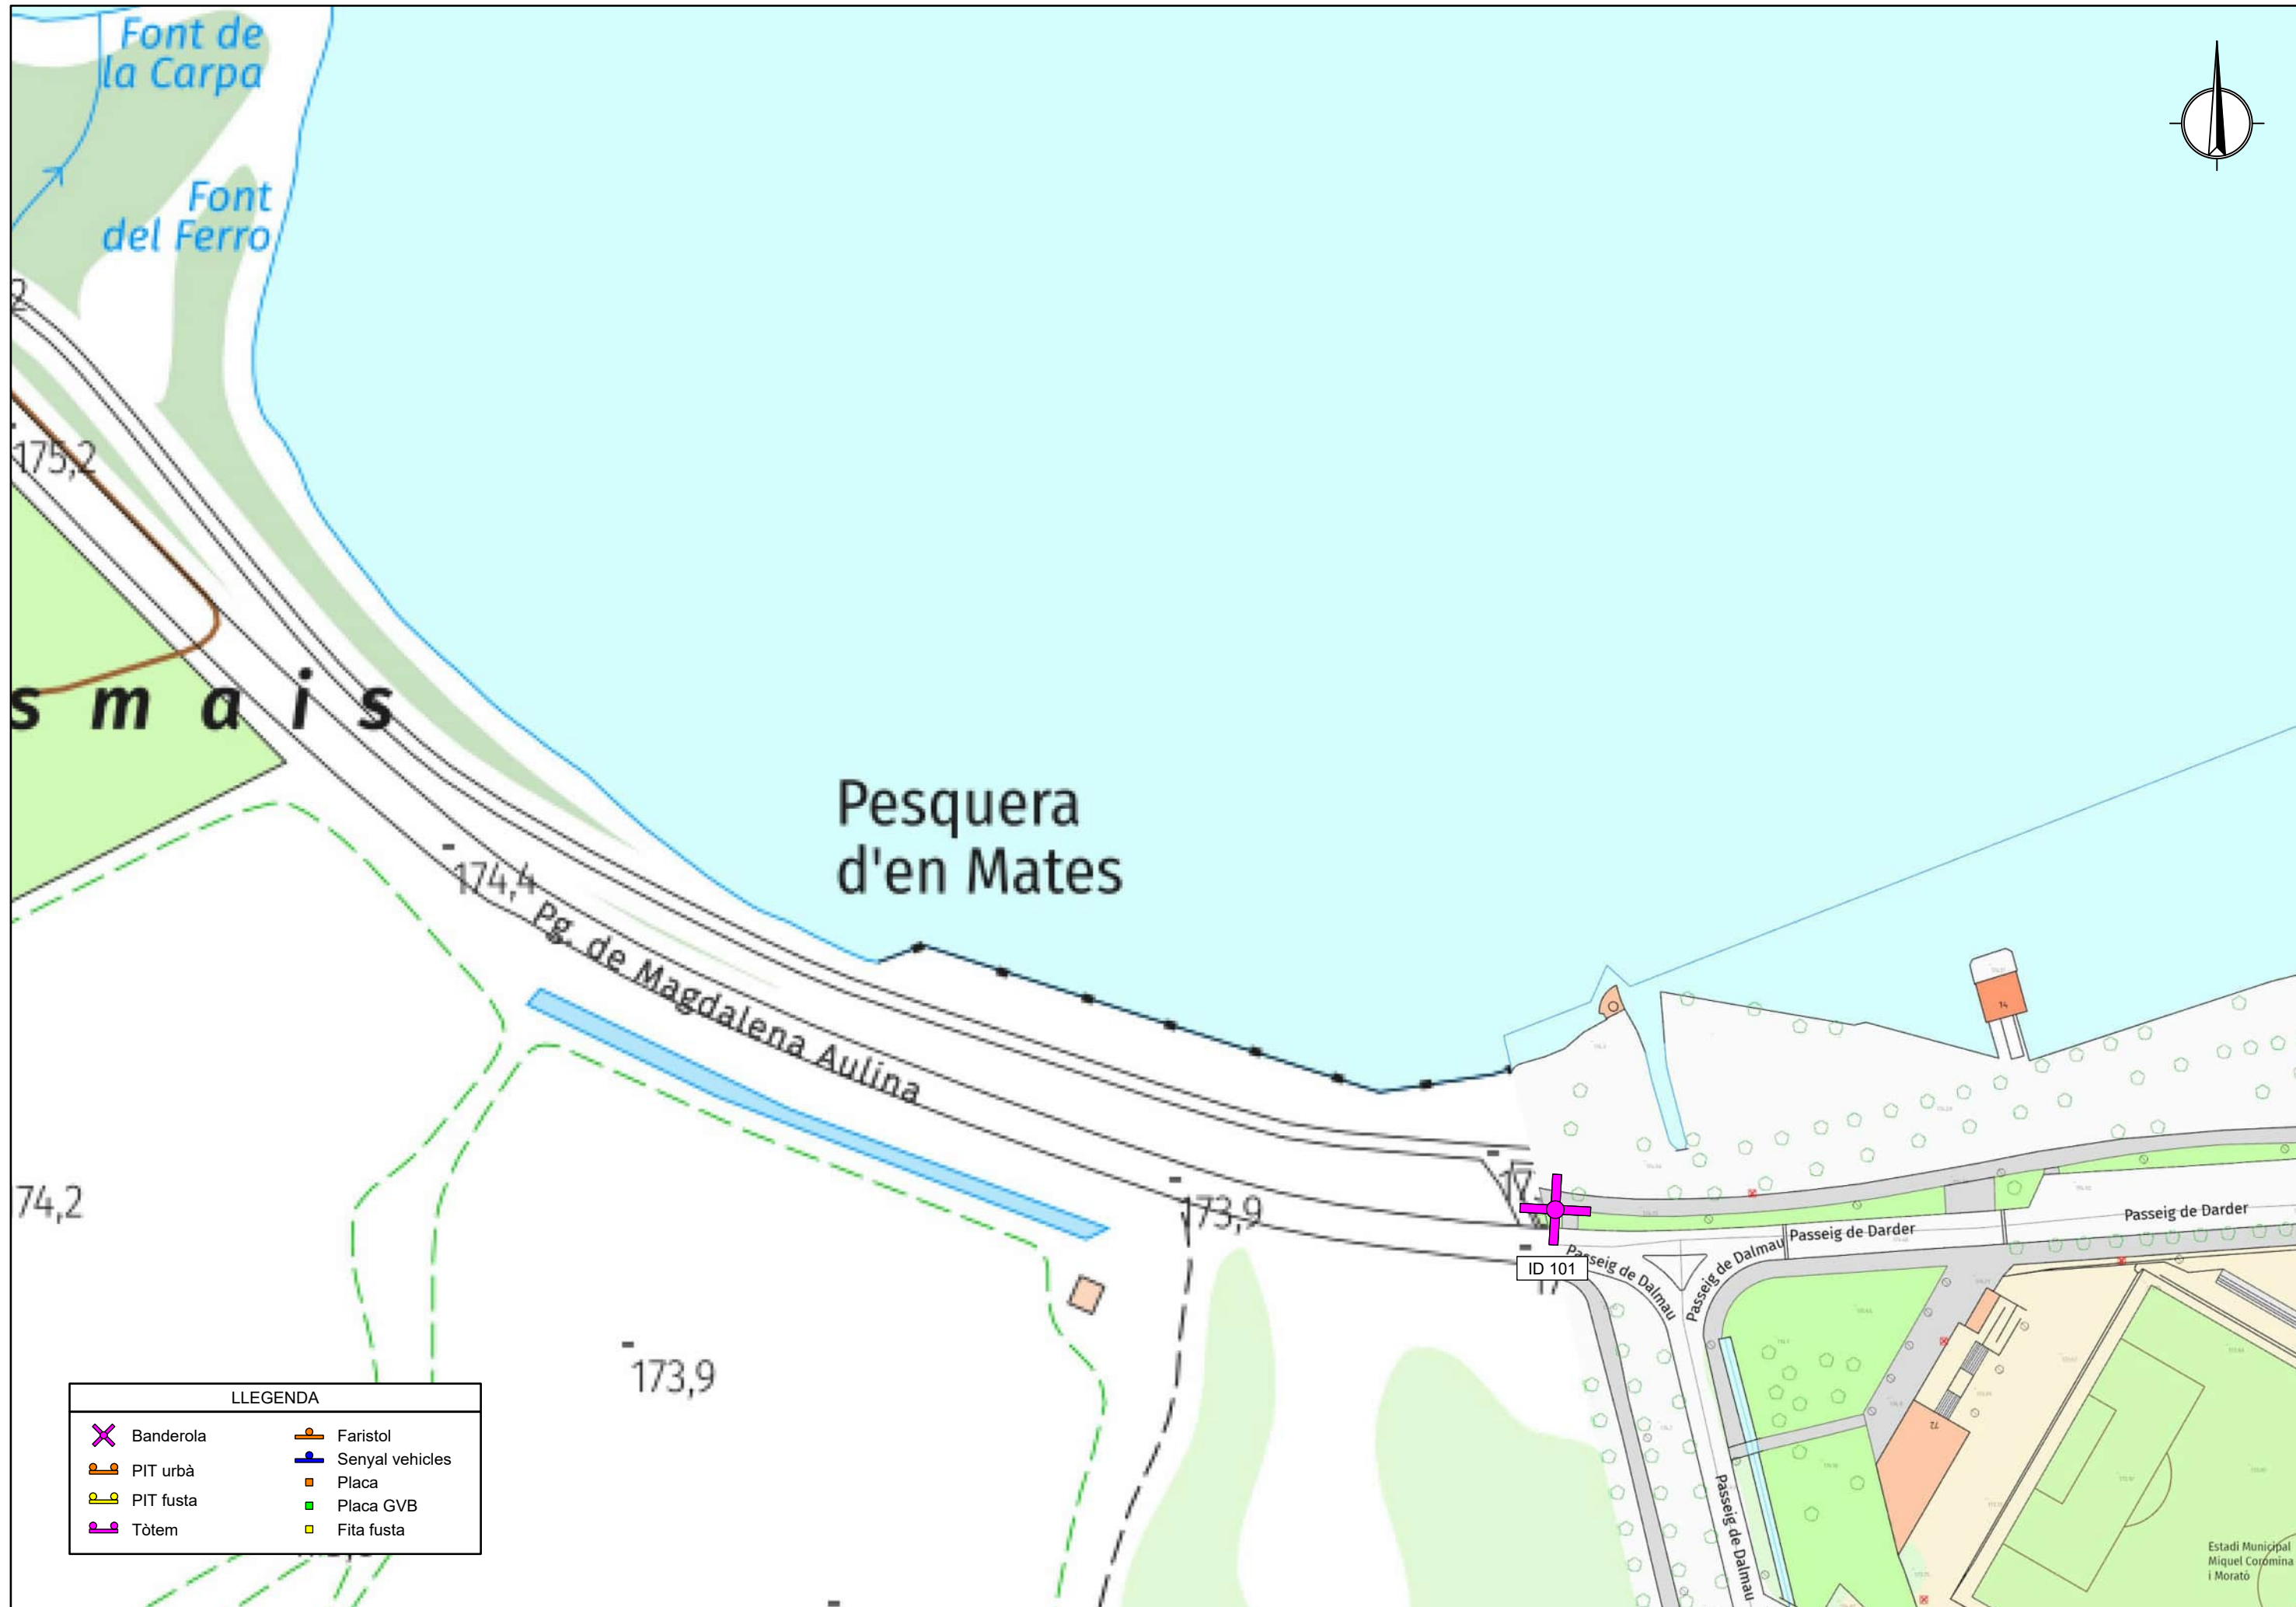 Font de
la Carpa
Font
del Ferro
175,2
s m a i s
Pesquera
d'en Mates
174,4
Pg. de Magdalena Aulina
74,2
173,9
173,9
ID 101
Passeig de Dalmau
Passeig de Dalmau
Passeig de Darder
Passeig de Darder
Passeig de Dalmau
74
72
Estadi Municipal
Miquel Coromina
i Morató
LLEGENDA
Banderola
PIT urbà
PIT fusta
Tòtem
Faristol
Senyal vehicles
Placa
Placa GVB
Fita fusta